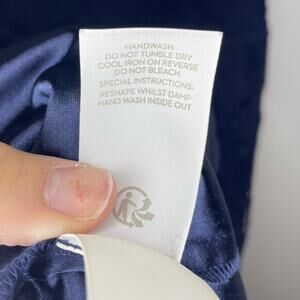 HANDWASH
DO NOT TUMBLE DRY
COOL IRON ON REVERSE
DO NOT BLEACH
SPECIAL INSTRUCTIONS:
RESHAPE WHILST DAMP
HAND WASH INSIDE OUT